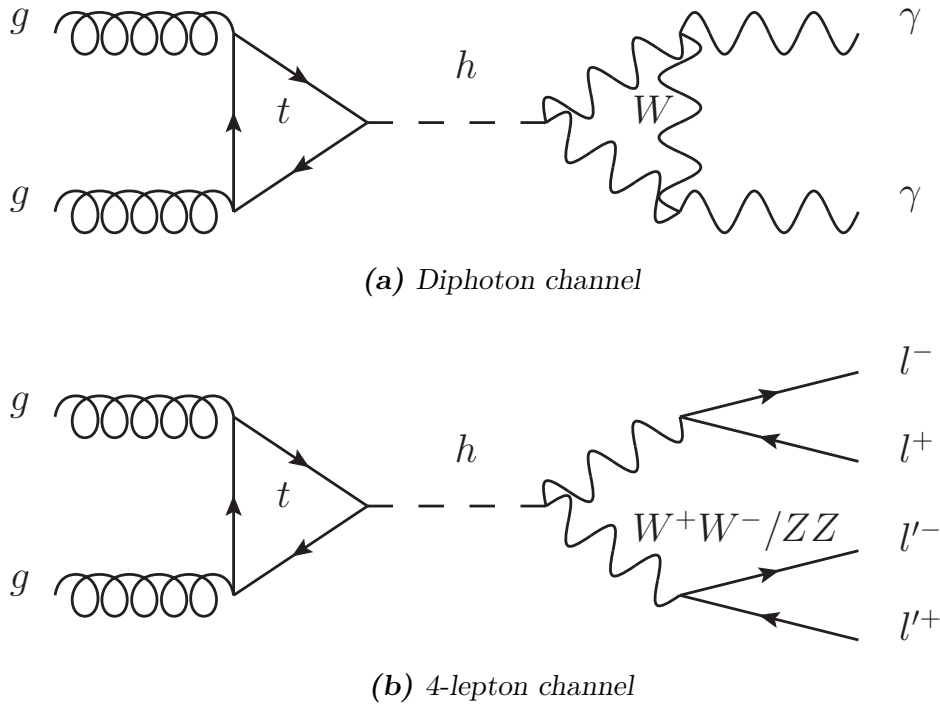 g
γ
h
t
W
g
γ
(a) Diphoton channel
l⁻
g
h
l⁺
t
W⁺W⁻/ZZ
l′⁻
g
l′⁺
(b) 4-lepton channel